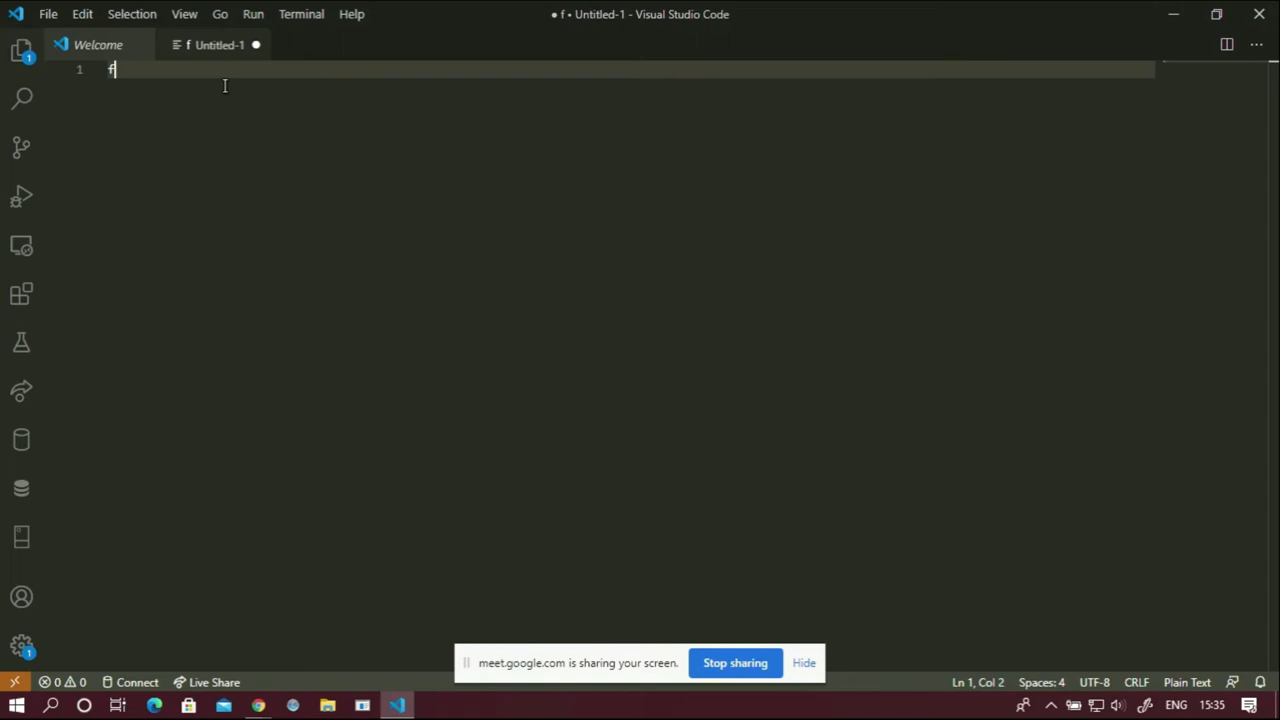 File Edit Selection View Go Run Terminal Help ● f • Untitled-1 - Visual Studio Code
Welcome f Untitled-1 ●
1 f
1
1
meet.google.com is sharing your screen. Stop sharing Hide
0 0 Connect Live Share Ln 1, Col 2 Spaces: 4 UTF-8 CRLF Plain Text
ENG 15:35